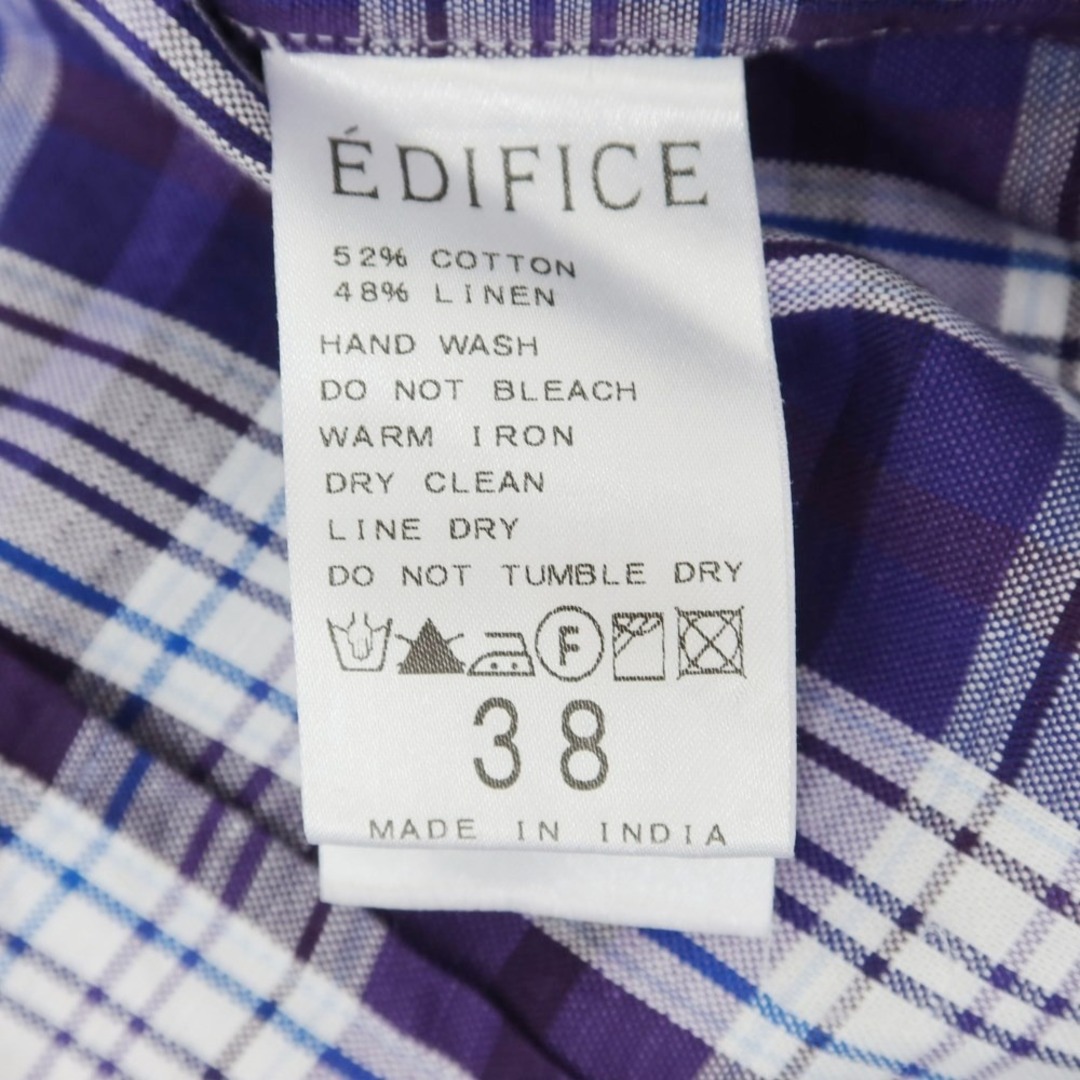 ÉDIFICE
52% COTTON
48% LINEN
HAND WASH
DO NOT BLEACH
WARM IRON
DRY CLEAN
LINE DRY
DO NOT TUMBLE DRY
F
38
MADE IN INDIA